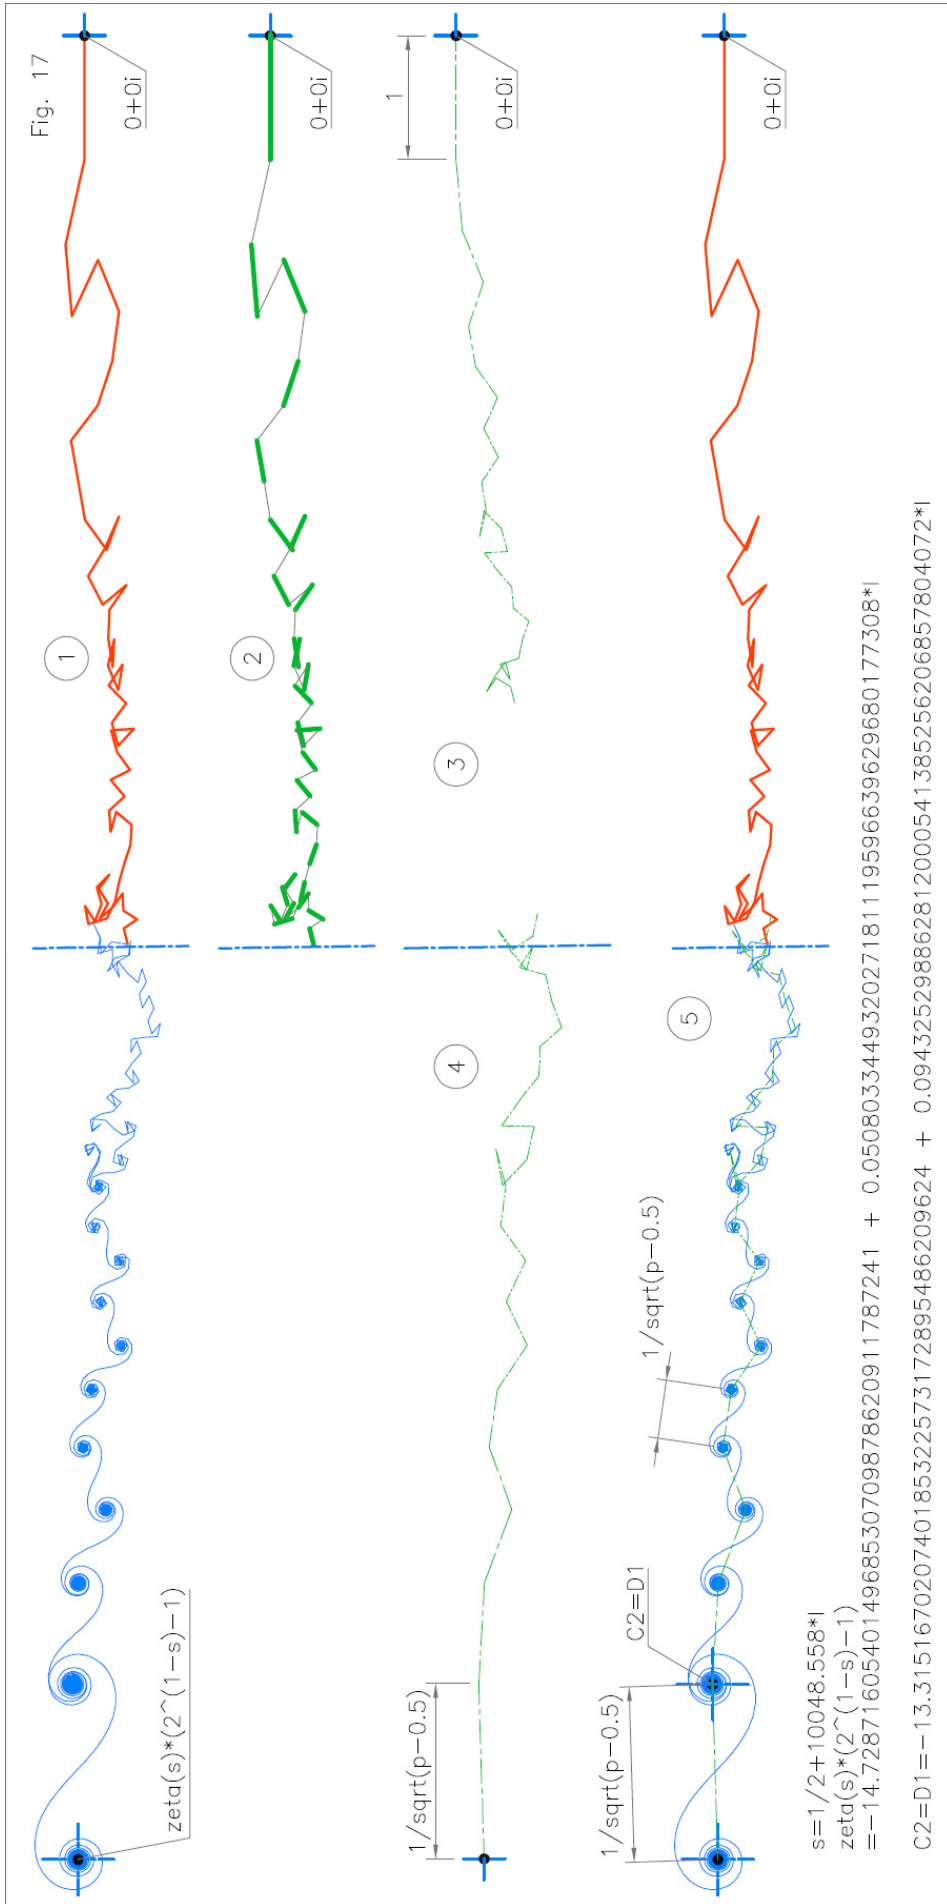 Fig. 17
1
0+0i
zeta(s)*(2^(1-s)-1)
2
0+0i
1
1/sqrt(p-0.5)
4
3
0+0i
1/sqrt(p-0.5)
C2=D1
1/sqrt(p-0.5)
5
0+0i
s=1/2+10048.558*I
zeta(s)*(2^(1-s)-1)
=-14.728716054014968530709878620911787241 + 0.050803344932027181119596639629680177308*I
C2=D1=-13.315167020740185322573172895486209624 + 0.094325298862812000541385256206857804072*I